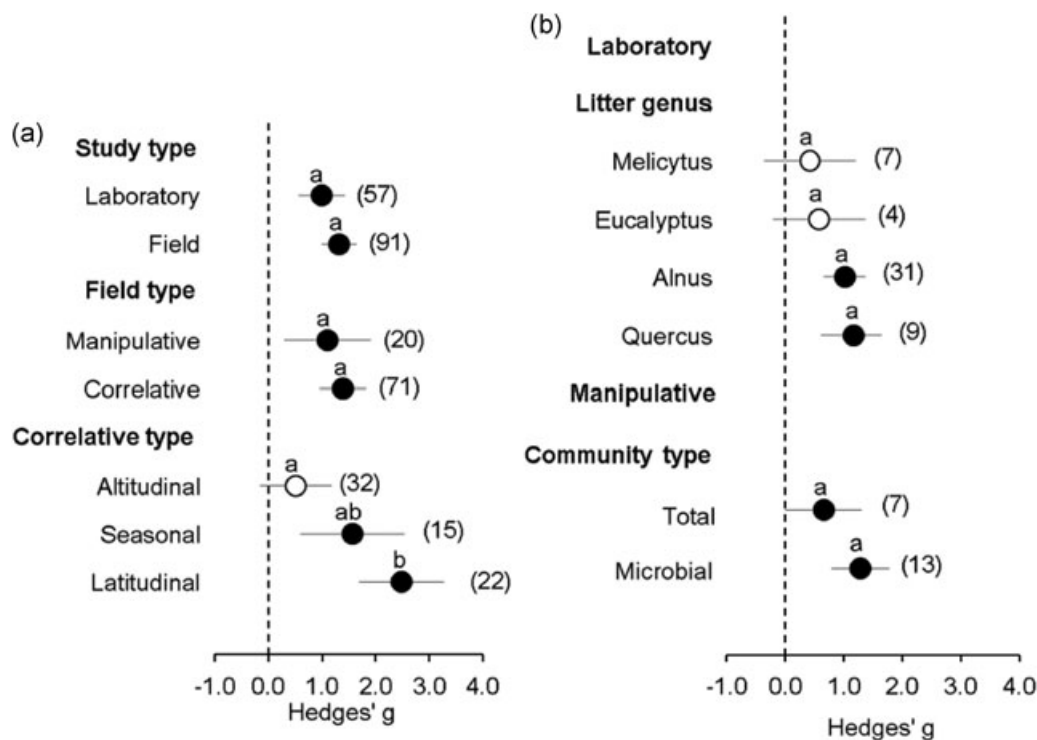 (a)
Study type
a
Laboratory (57)
a
Field (91)
Field type
a
Manipulative (20)
a
Correlative (71)
Correlative type
a
Altitudinal (32)
ab
Seasonal (15)
b
Latitudinal (22)
-1.0 0.0 1.0 2.0 3.0 4.0
Hedges' g
(b)
Laboratory
Litter genus
a
Melicytus (7)
a
Eucalyptus (4)
a
Alnus (31)
a
Quercus (9)
Manipulative
Community type
a
Total (7)
a
Microbial (13)
-1.0 0.0 1.0 2.0 3.0 4.0
Hedges' g